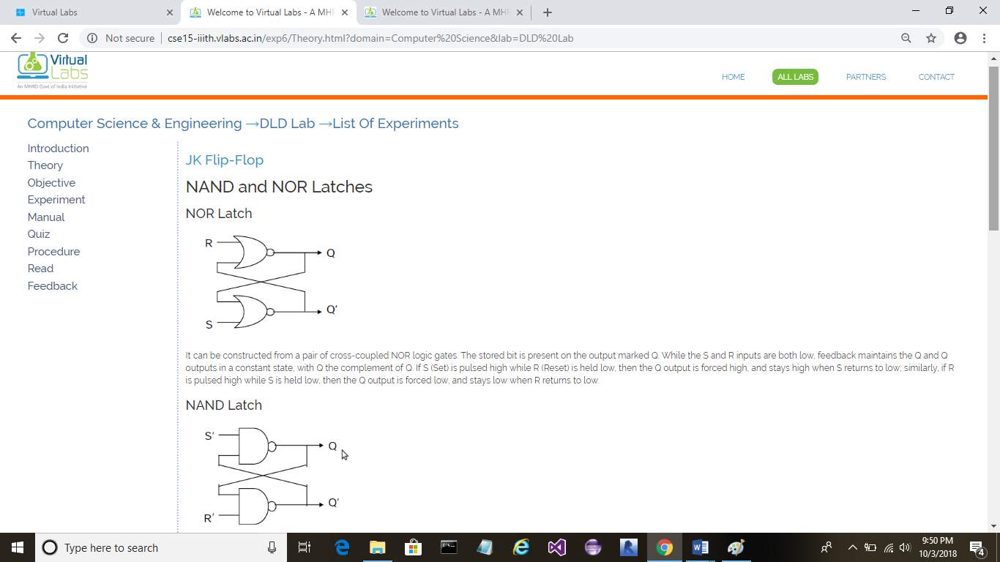 Virtual Labs
Welcome to Virtual Labs - A MHR
Welcome to Virtual Labs - A MHR
Not secure
cse15-iiith.vlabs.ac.in/exp6/Theory.html?domain=Computer%20Science&lab=DLD%20Lab
Virtual
Labs
An MHRD Govt of India Initiative
HOME
ALL LABS
PARTNERS
CONTACT
Computer Science & Engineering →DLD Lab →List Of Experiments
Introduction
Theory
Objective
Experiment
Manual
Quiz
Procedure
Read
Feedback
JK Flip-Flop
NAND and NOR Latches
NOR Latch
R
Q
Q'
S
It can be constructed from a pair of cross-coupled NOR logic gates. The stored bit is present on the output marked Q. While the S and R inputs are both low, feedback maintains the Q and Q
outputs in a constant state, with Q the complement of Q. If S (Set) is pulsed high while R (Reset) is held low, then the Q output is forced high, and stays high when S returns to low; similarly, if R
is pulsed high while S is held low, then the Q output is forced low, and stays low when R returns to low.
NAND Latch
S'
Q
Q'
R'
Type here to search
9:50 PM
10/3/2018
4